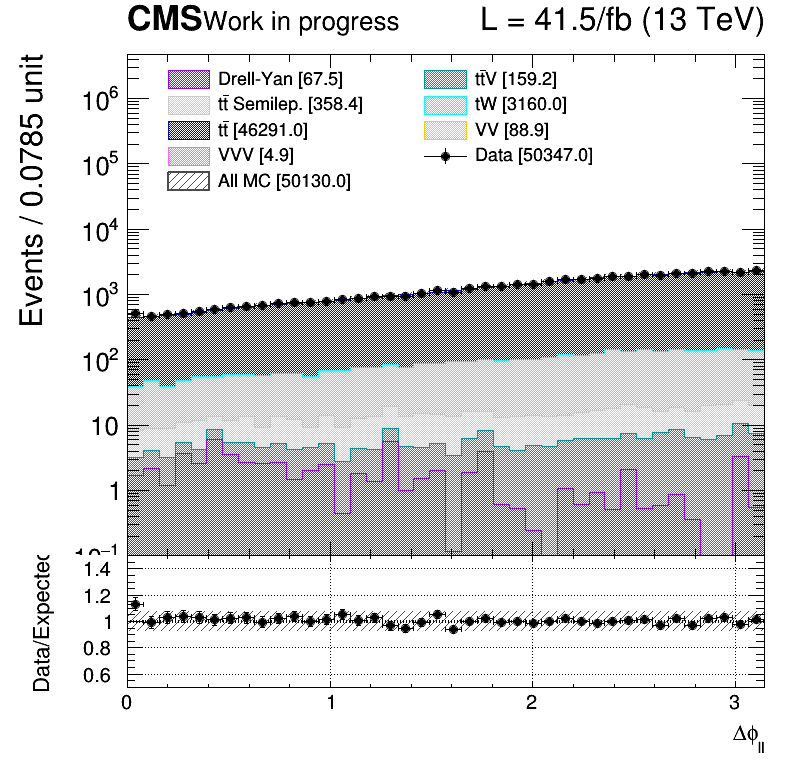 CMS Work in progress L = 41.5/fb (13 TeV)
Events / 0.0785 unit
Drell-Yan [67.5]
tt̄ Semilep. [358.4]
tt̄ [46291.0]
VVV [4.9]
All MC [50130.0]
tt̄V [159.2]
tW [3160.0]
VV [88.9]
Data [50347.0]
10⁶
10⁵
10⁴
10³
10²
10
1
10⁻¹
Data/Expected
1.4
1.2
1
0.8
0.6
0 1 2 3
Δϕ_ll